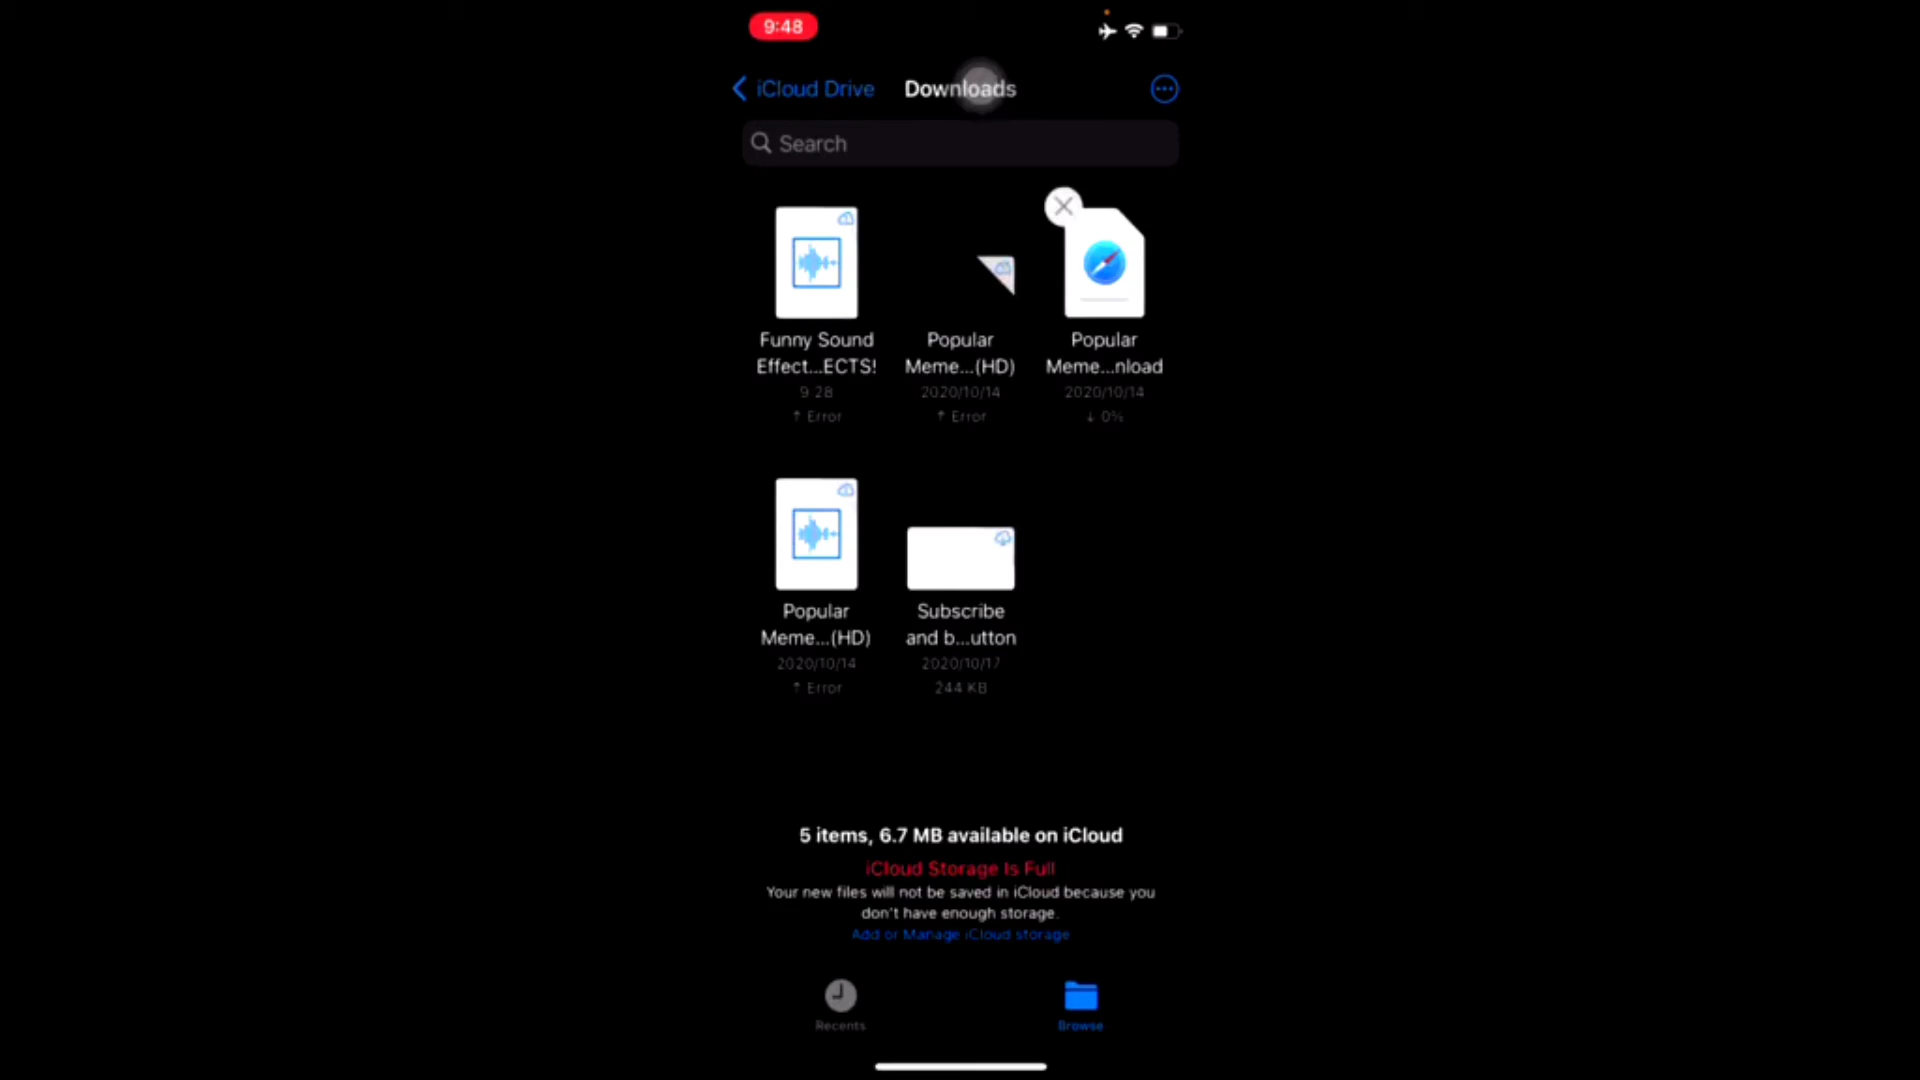 9:48
iCloud Drive
Downloads
Search
Funny Sound
Effect...ECTS!
9:28
↑ Error
Popular
Meme...(HD)
2020/10/14
↑ Error
Popular
Meme...nload
2020/10/14
↓ 0%
Popular
Meme...(HD)
2020/10/14
↑ Error
Subscribe
and b...utton
2020/10/17
244 KB
5 items, 6.7 MB available on iCloud
iCloud Storage Is Full
Your new files will not be saved in iCloud because you
don't have enough storage.
Add or Manage iCloud storage
Recents
Browse